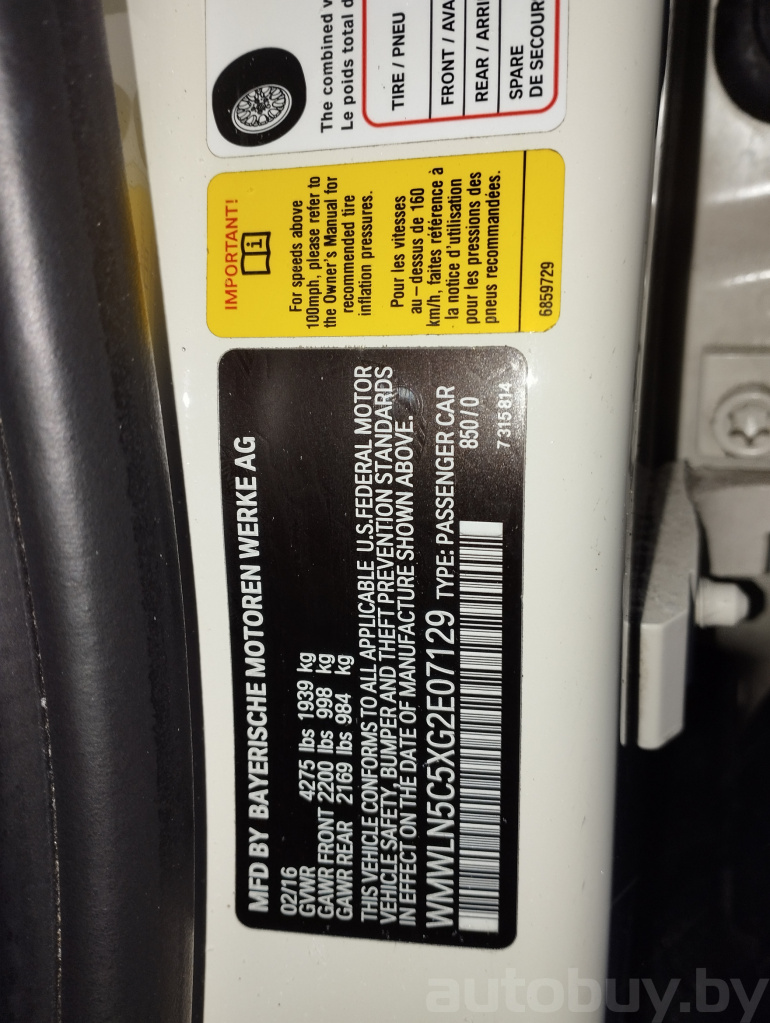 MFD BY BAYERISCHE MOTOREN WERKE AG
02/16
GVWR 4275 lbs 1939 kg
GAWR FRONT 2200 lbs 998 kg
GAWR REAR 2169 lbs 984 kg
THIS VEHICLE CONFORMS TO ALL APPLICABLE U.S.FEDERAL MOTOR
VEHICLE SAFETY, BUMPER AND THEFT PREVENTION STANDARDS
IN EFFECT ON THE DATE OF MANUFACTURE SHOWN ABOVE.
WMWLN5C5XG2E07129 TYPE: PASSENGER CAR
850/0
7 315 814
IMPORTANT!
For speeds above
100mph, please refer to
the Owner's Manual for
recommended tire
inflation pressures.
Pour les vitesses
au-dessus de 160
km/h, faites référence à
la notice d'utilisation
pour les pressions des
pneus recommandées.
6859729
The combined
Le poids total
TIRE / PNEU
FRONT /
REAR /
SPARE
DE
autobuy.by